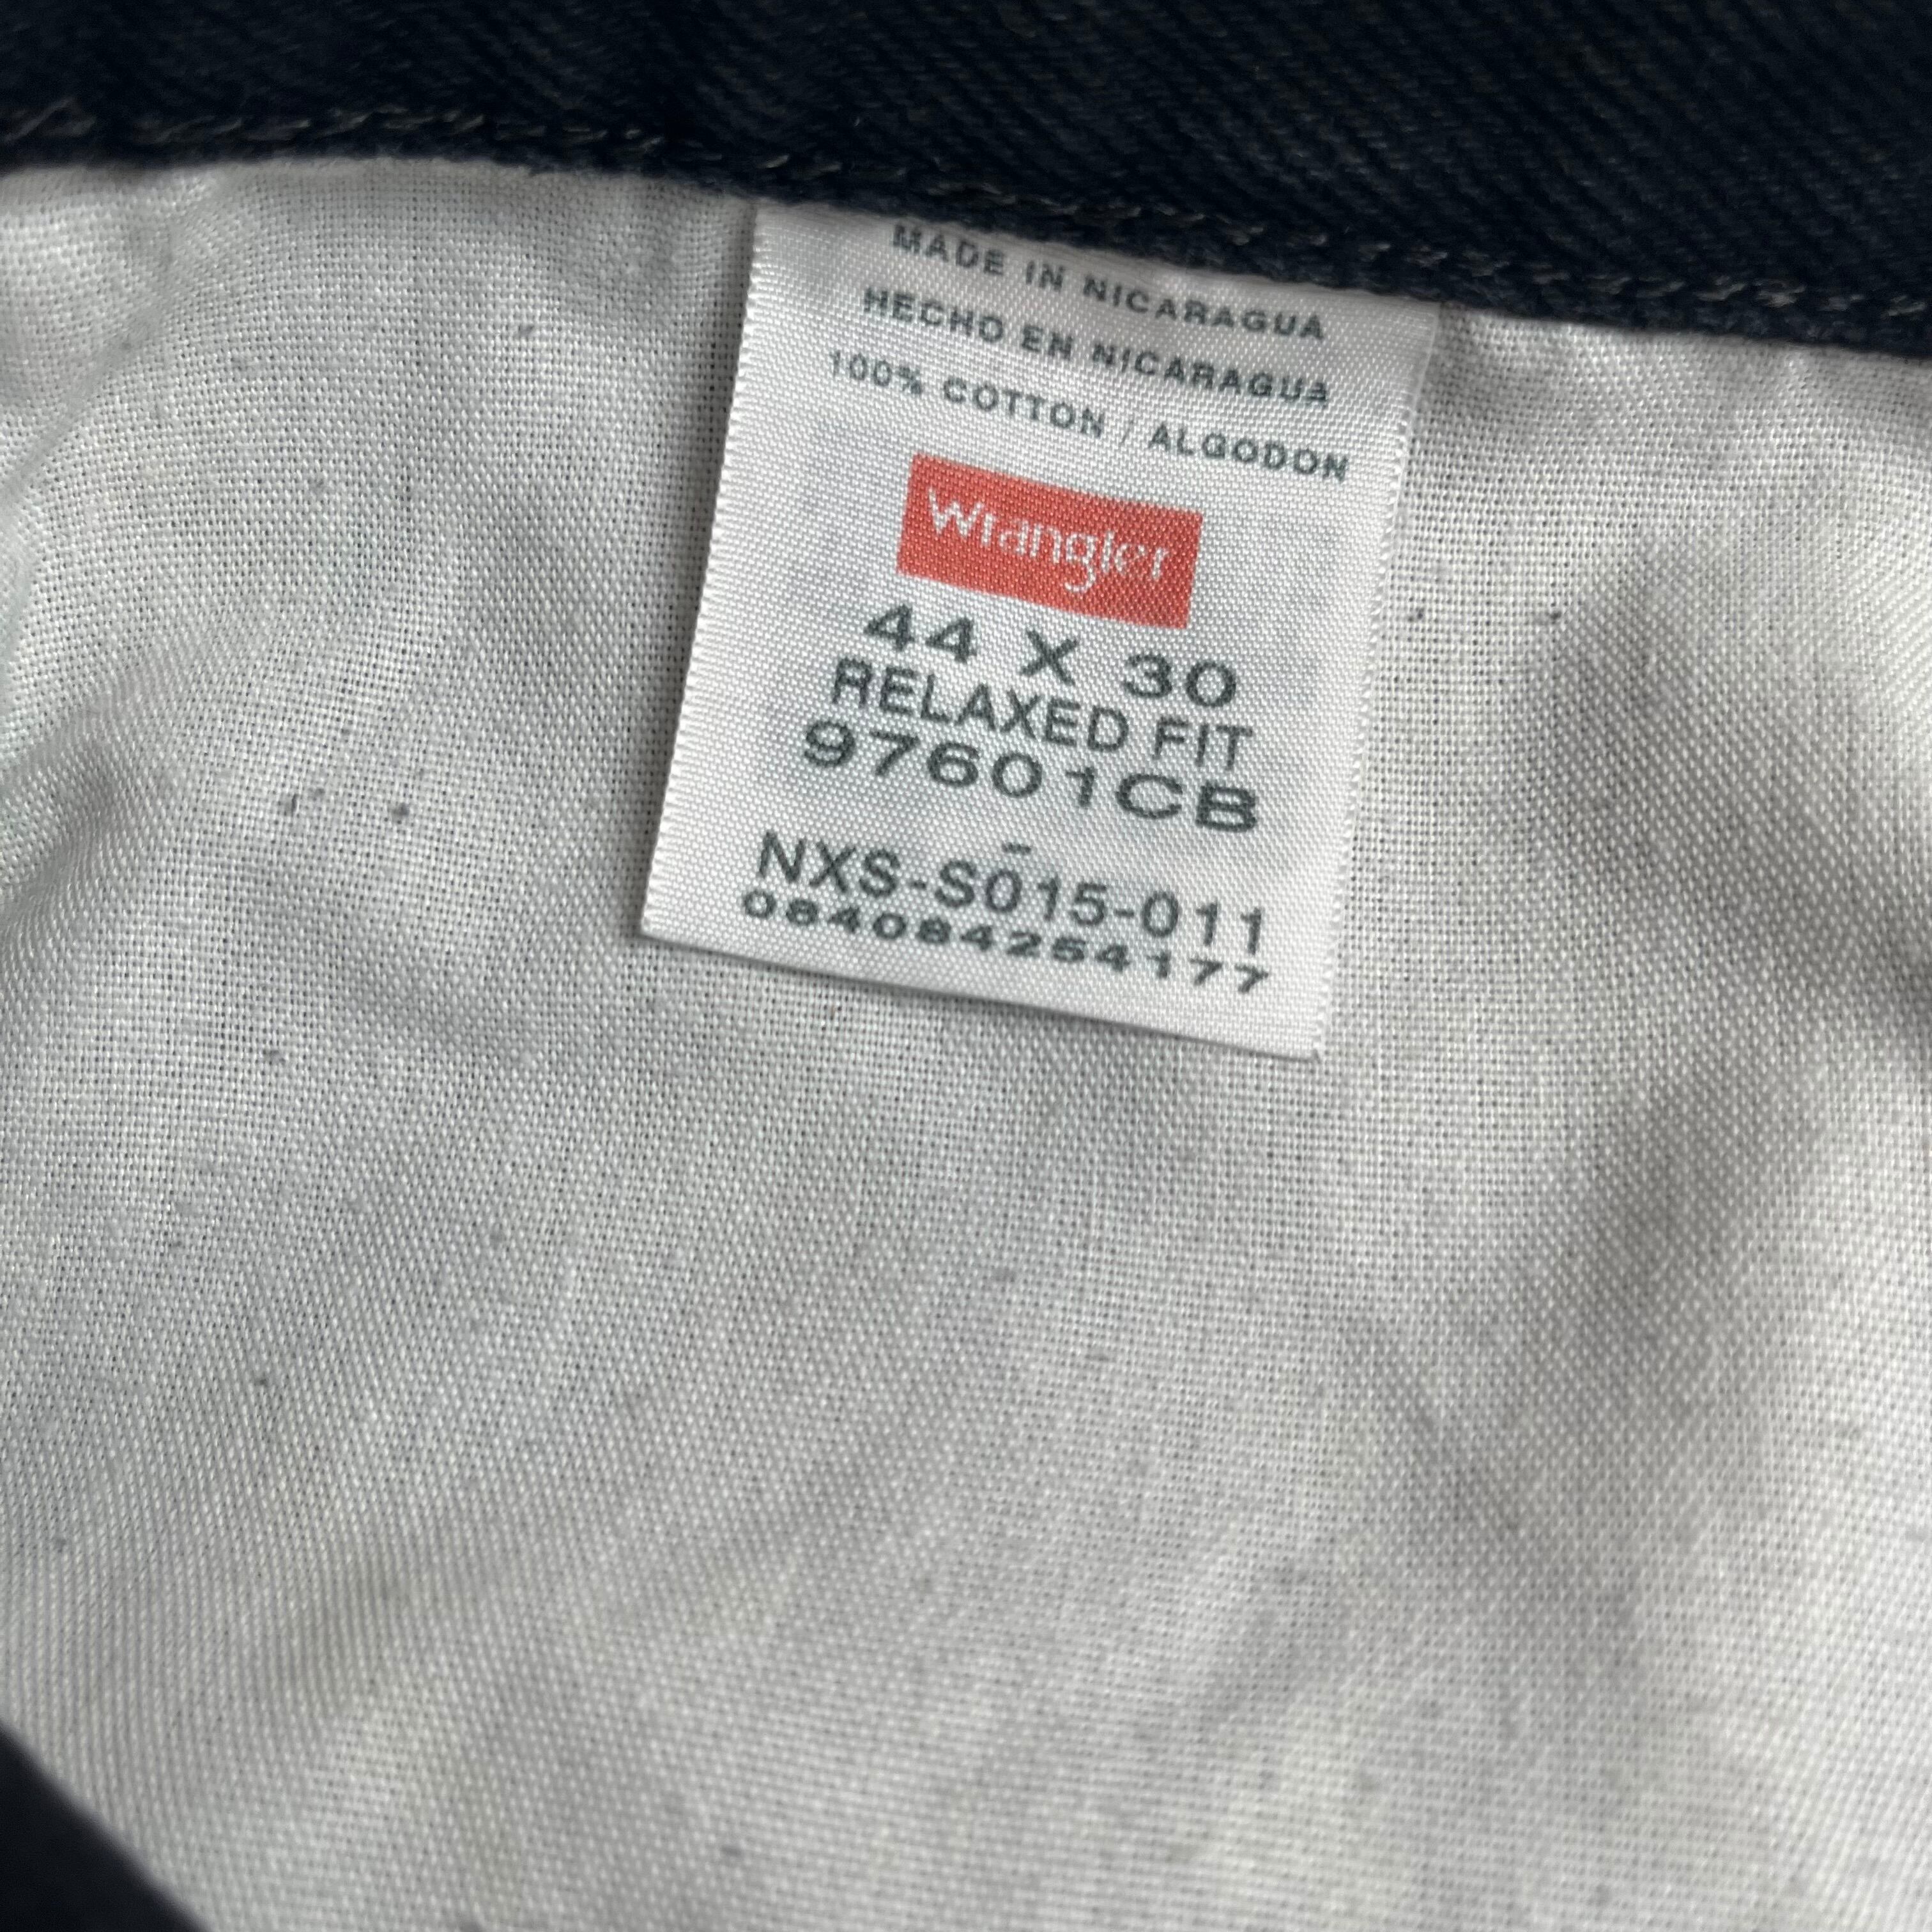 MADE IN NICARAGUA
HECHO EN NICARAGUA
100% COTTON / ALGODON
Wrangler
44 X 30
RELAXED FIT
97601CB
-
NXS-S015-011
084084254177